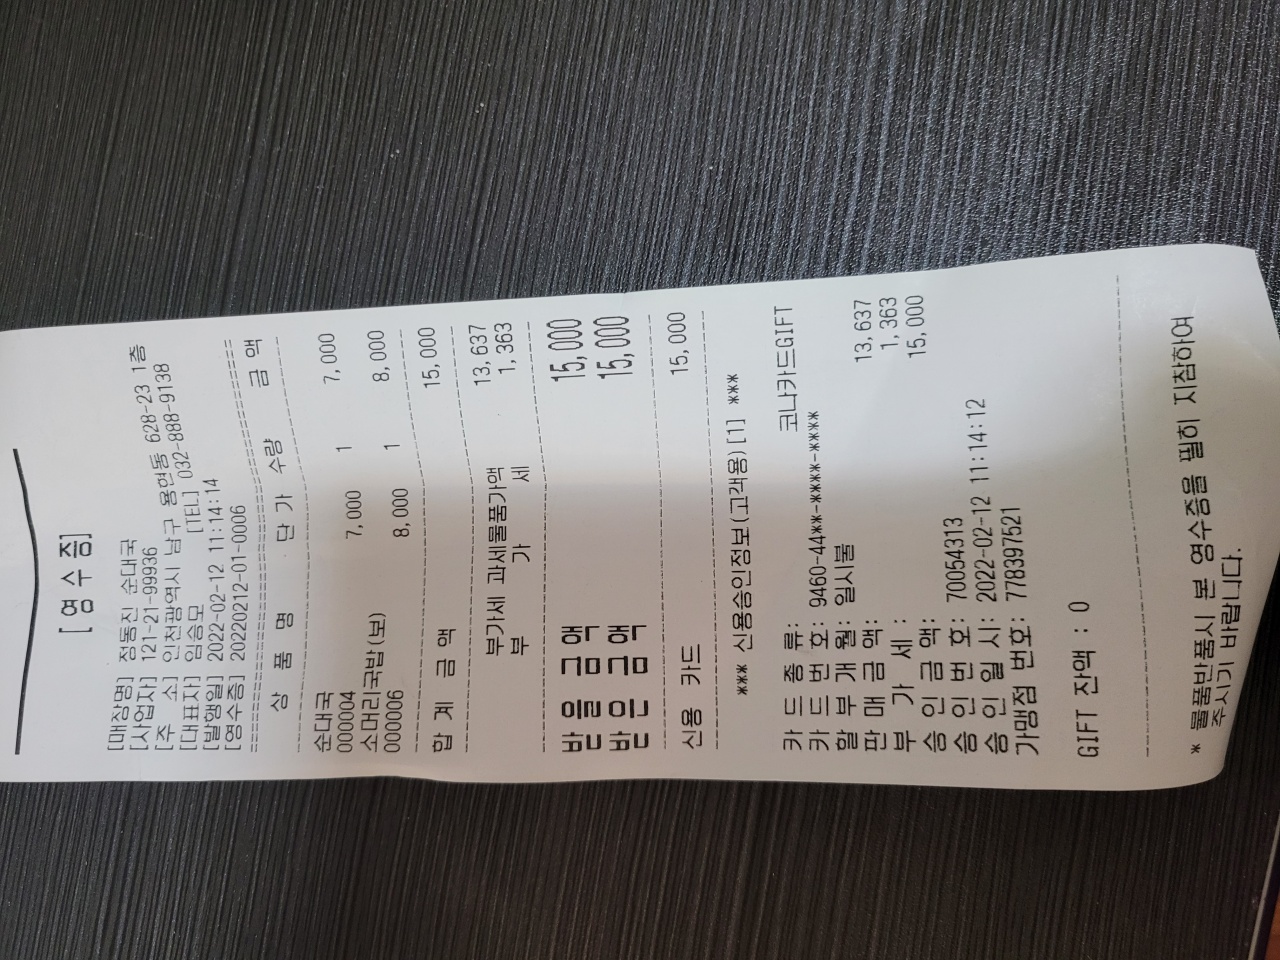 [영 수 증]
[매장명] 정동진 순대국
[사업자] 121-21-99936
[주 소] 인천광역시 남구 용현동 628-23 1층
[대표자] 임승모 [TEL] 032-888-9138
[발행일] 2022-02-12 11:14:14
[영수증] 20220212-01-0006
상 품 명 단 가 수량 금 액
순대국
000004 7,000 1 7,000
소머리국밥(보)
000006 8,000 1 8,000
합 계 금 액 15,000
부가세 과세물품가액 13,637
부 가 세 1,363
받 을 금 액 15,000
받 은 금 액 15,000
신용 카드 15,000
*** 신용승인정보(고객용)[1] ***
카 드 종 류: 코나카드GIFT
카 드 번 호: 9460-44**-****-****
할 부 개 월: 일시불
판 매 금 액: 13,637
부 가 세 : 1,363
승 인 금 액: 15,000
승 인 번 호: 70054313
승 인 일 시: 2022-02-12 11:14:12
가맹점 번호: 778397521
GIFT 잔액 : 0
* 물품반품시 본 영수증을 필히 지참하여
주시기 바랍니다.